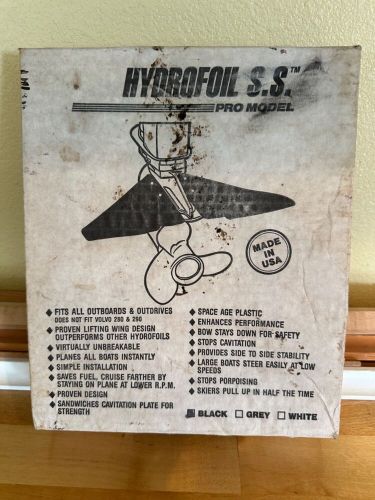 HYDROFOIL S.S.™
PRO MODEL
MADE IN USA
FITS ALL OUTBOARDS & OUTDRIVES
DOES NOT FIT VOLVO 280 & 290
PROVEN LIFTING WING DESIGN
OUTPERFORMS OTHER HYDROFOILS
VIRTUALLY UNBREAKABLE
PLANES ALL BOATS INSTANTLY
SIMPLE INSTALLATION
SAVES FUEL, CRUISE FARTHER BY
STAYING ON PLANE AT LOWER R.P.M.
PROVEN DESIGN
SANDWICHES CAVITATION PLATE FOR
STRENGTH
SPACE AGE PLASTIC
ENHANCES PERFORMANCE
BOW STAYS DOWN FOR SAFETY
STOPS CAVITATION
PROVIDES SIDE TO SIDE STABILITY
LARGE BOATS STEER EASILY AT LOW
SPEEDS
STOPS PORPOISING
SKIERS PULL UP IN HALF THE TIME
BLACK GREY WHITE